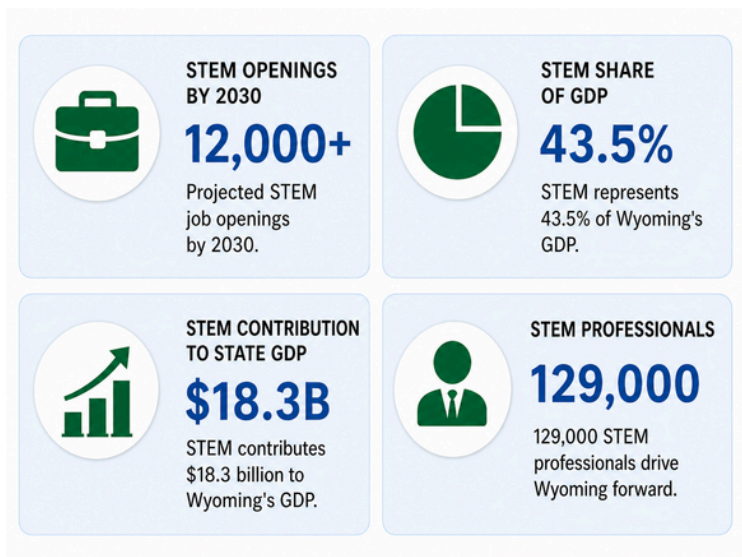 STEM OPENINGS
BY 2030
12,000+
Projected STEM
job openings
by 2030.
STEM SHARE
OF GDP
43.5%
STEM represents
43.5% of Wyoming's
GDP.
STEM CONTRIBUTION
TO STATE GDP
$18.3B
STEM contributes
$18.3 billion to
Wyoming's GDP.
STEM PROFESSIONALS
129,000
129,000 STEM
professionals drive
Wyoming forward.